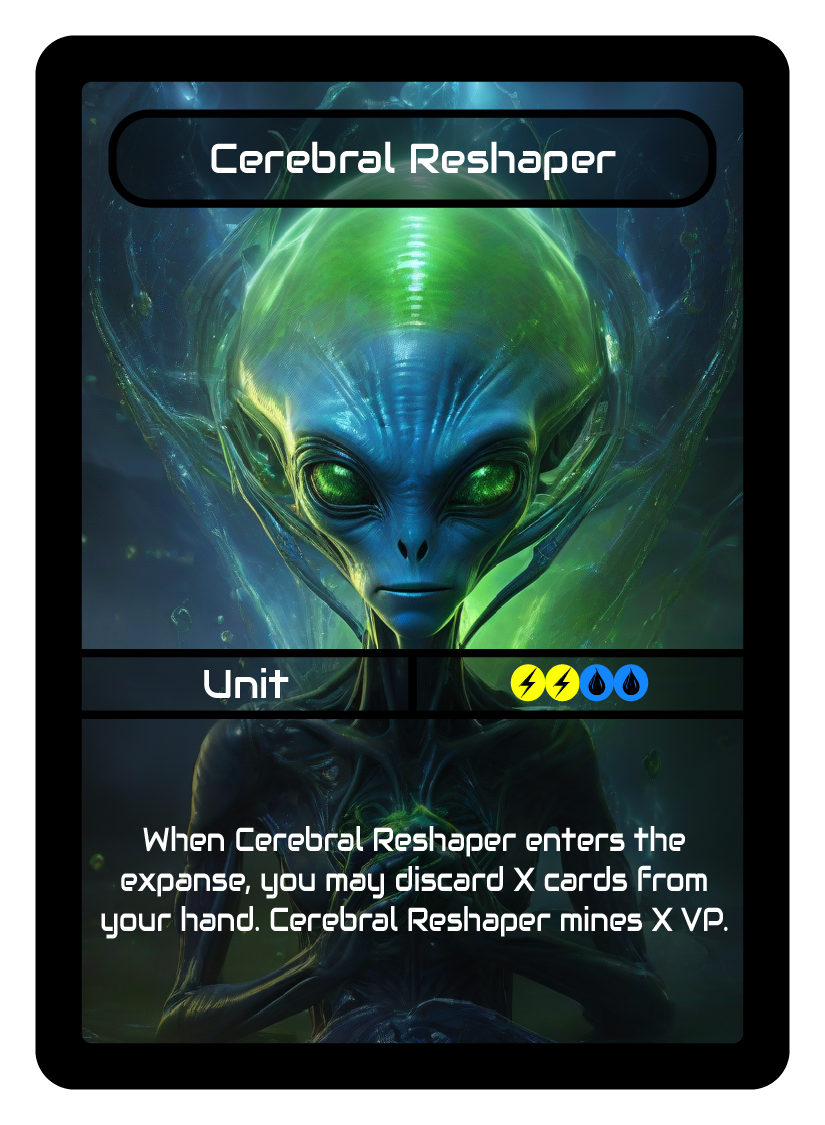 Cerebral Reshaper
Unit
When Cerebral Reshaper enters the
expanse, you may discard X cards from
your hand. Cerebral Reshaper mines X VP.